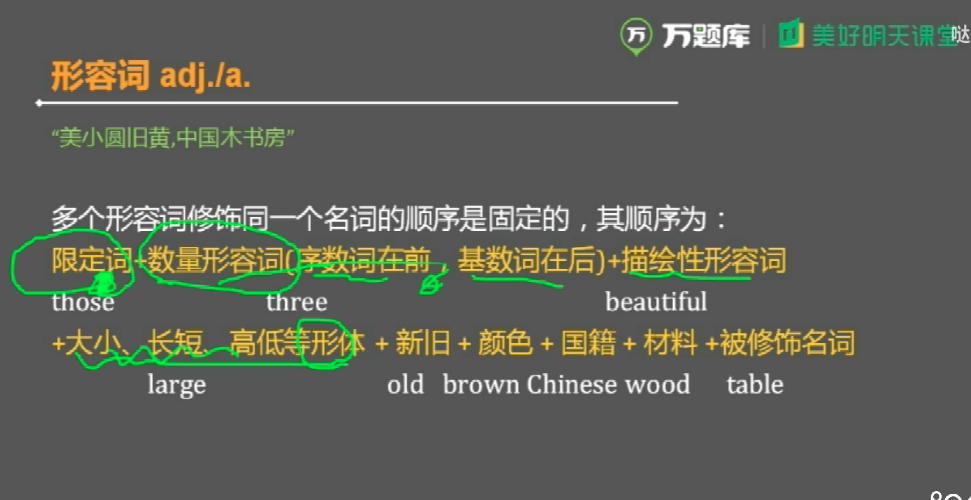 万 万题库 | 美好明天课堂哒
形容词 adj./a.
“美小圆旧黄,中国木书房”
多个形容词修饰同一个名词的顺序是固定的，其顺序为：
限定词+数量形容词(序数词在前，基数词在后)+描绘性形容词
those three beautiful
+大小、长短、高低等形体 + 新旧 + 颜色 + 国籍 + 材料 +被修饰名词
large old brown Chinese wood table